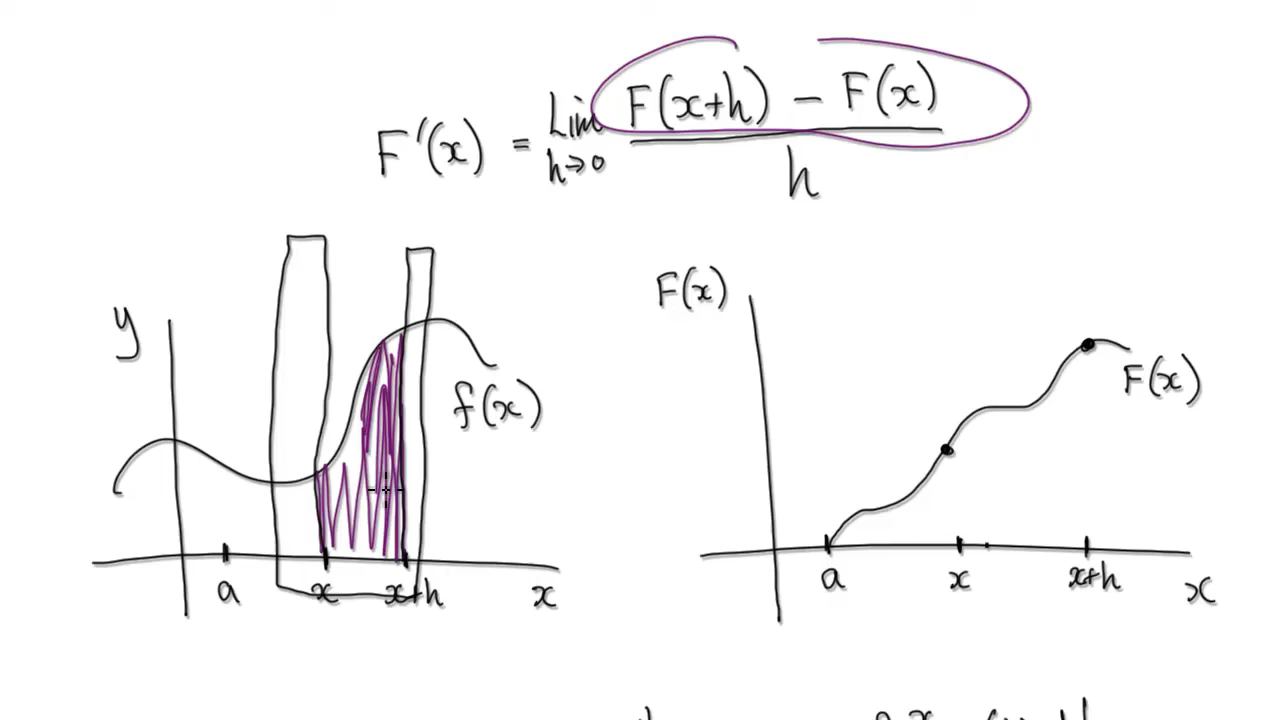 F'(x) = Lim h→0 F(x+h) − F(x) / h
y
f(x)
a x x+h x
F(x)
F(x)
a x x+h x